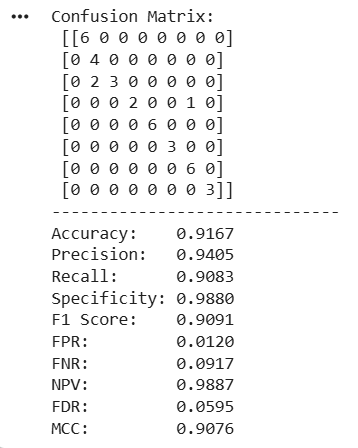 ••• Confusion Matrix:
[[6 0 0 0 0 0 0 0]
[0 4 0 0 0 0 0 0]
[0 2 3 0 0 0 0 0]
[0 0 0 2 0 0 1 0]
[0 0 0 0 6 0 0 0]
[0 0 0 0 0 3 0 0]
[0 0 0 0 0 0 6 0]
[0 0 0 0 0 0 0 3]]
------------------------------
Accuracy: 0.9167
Precision: 0.9405
Recall: 0.9083
Specificity: 0.9880
F1 Score: 0.9091
FPR: 0.0120
FNR: 0.0917
NPV: 0.9887
FDR: 0.0595
MCC: 0.9076